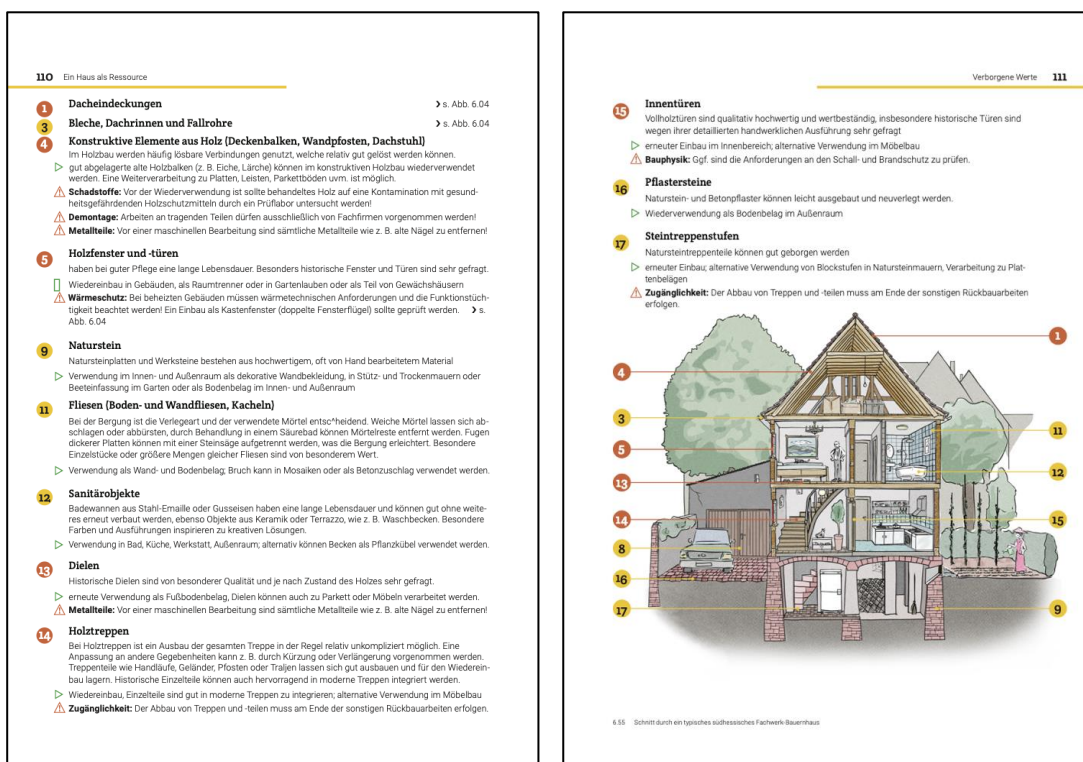 110 Ein Haus als Ressource
1 Dacheindeckungen ❯ s. Abb. 6.04
3 Bleche, Dachrinnen und Fallrohre ❯ s. Abb. 6.04
4 Konstruktive Elemente aus Holz (Deckenbalken, Wandpfosten, Dachstuhl)
Im Holzbau werden häufig lösbare Verbindungen genutzt, welche relativ gut gelöst werden können.
▷ gut abgelagerte alte Holzbalken (z. B. Eiche, Lärche) können im konstruktiven Holzbau wiederverwendet
werden. Eine Weiterverarbeitung zu Platten, Leisten, Parkettböden uvm. ist möglich.
⚠ Schadstoffe: Vor der Wiederverwendung ist sollte behandeltes Holz auf eine Kontamination mit gesund-
heitsgefährdenden Holzschutzmitteln durch ein Prüflabor untersucht werden!
⚠ Demontage: Arbeiten an tragenden Teilen dürfen ausschließlich von Fachfirmen vorgenommen werden!
⚠ Metallteile: Vor einer maschinellen Bearbeitung sind sämtliche Metallteile wie z. B. alte Nägel zu entfernen!
5 Holzfenster und -türen
haben bei guter Pflege eine lange Lebensdauer. Besonders historische Fenster und Türen sind sehr gefragt.
▯ Wiedereinbau in Gebäuden, als Raumtrenner oder in Gartenlauben oder als Teil von Gewächshäusern
⚠ Wärmeschutz: Bei beheizten Gebäuden müssen wärmetechnischen Anforderungen und die Funktionstüch-
tigkeit beachtet werden! Ein Einbau als Kastenfenster (doppelte Fensterflügel) sollte geprüft werden. ❯ s.
Abb. 6.04
9 Naturstein
Natursteinplatten und Werksteine bestehen aus hochwertigem, oft von Hand bearbeitetem Material
▷ Verwendung im Innen- und Außenraum als dekorative Wandbekleidung, in Stütz- und Trockenmauern oder
Beeteinfassung im Garten oder als Bodenbelag im Innen- und Außenraum
11 Fliesen (Boden- und Wandfliesen, Kacheln)
Bei der Bergung ist die Verlegeart und der verwendete Mörtel ents^heidend. Weiche Mörtel lassen sich ab-
schlagen oder abbürsten, durch Behandlung in einem Säurebad können Mörtelreste entfernt werden. Fugen
dickerer Platten können mit einer Steinsäge aufgetrennt werden, was die Bergung erleichtert. Besondere
Einzelstücke oder größere Mengen gleicher Fliesen sind von besonderem Wert.
▷ Verwendung als Wand- und Bodenbelag; Bruch kann in Mosaiken oder als Betonzuschlag verwendet werden.
12 Sanitärobjekte
Badewannen aus Stahl-Emaille oder Gusseisen haben eine lange Lebensdauer und können gut ohne weite-
res erneut verbaut werden, ebenso Objekte aus Keramik oder Terrazzo, wie z. B. Waschbecken. Besondere
Farben und Ausführungen inspirieren zu kreativen Lösungen.
▷ Verwendung in Bad, Küche, Werkstatt, Außenraum; alternativ können Becken als Pflanzkübel verwendet werden.
13 Dielen
Historische Dielen sind von besonderer Qualität und je nach Zustand des Holzes sehr gefragt.
▷ erneute Verwendung als Fußbodenbelag, Dielen können auch zu Parkett oder Möbeln verarbeitet werden.
⚠ Metallteile: Vor einer maschinellen Bearbeitung sind sämtliche Metallteile wie z. B. alte Nägel zu entfernen!
14 Holztreppen
Bei Holztreppen ist ein Ausbau der gesamten Treppe in der Regel relativ unkompliziert möglich. Eine
Anpassung an andere Gegebenheiten kann z. B. durch Kürzung oder Verlängerung vorgenommen werden.
Treppenteile wie Handläufe, Geländer, Pfosten oder Traljen lassen sich gut ausbauen und für den Wiederein-
bau lagern. Historische Einzelteile können auch hervorragend in moderne Treppen integriert werden.
▷ Wiedereinbau, Einzelteile sind gut in moderne Treppen zu integrieren; alternative Verwendung im Möbelbau
⚠ Zugänglichkeit: Der Abbau von Treppen und -teilen muss am Ende der sonstigen Rückbauarbeiten erfolgen.
Verborgene Werte 111
15 Innentüren
Vollholztüren sind qualitativ hochwertig und wertbeständig, insbesondere historische Türen sind
wegen ihrer detaillierten handwerklichen Ausführung sehr gefragt
▷ erneuter Einbau im Innenbereich; alternative Verwendung im Möbelbau
⚠ Bauphysik: Ggf. sind die Anforderungen an den Schall- und Brandschutz zu prüfen.
16 Pflastersteine
Naturstein- und Betonpflaster können leicht ausgebaut und neuverlegt werden.
▷ Wiederverwendung als Bodenbelag im Außenraum
17 Steintreppenstufen
Natursteintreppenteile können gut geborgen werden
▷ erneuter Einbau; alternative Verwendung von Blockstufen in Natursteinmauern, Verarbeitung zu Plat-
tenbelägen
⚠ Zugänglichkeit: Der Abbau von Treppen und -teilen muss am Ende der sonstigen Rückbauarbeiten
erfolgen.
1
4
3
11
5
12
13
14
15
8
16
17
9
6.55 Schnitt durch ein typisches südhessisches Fachwerk-Bauernhaus